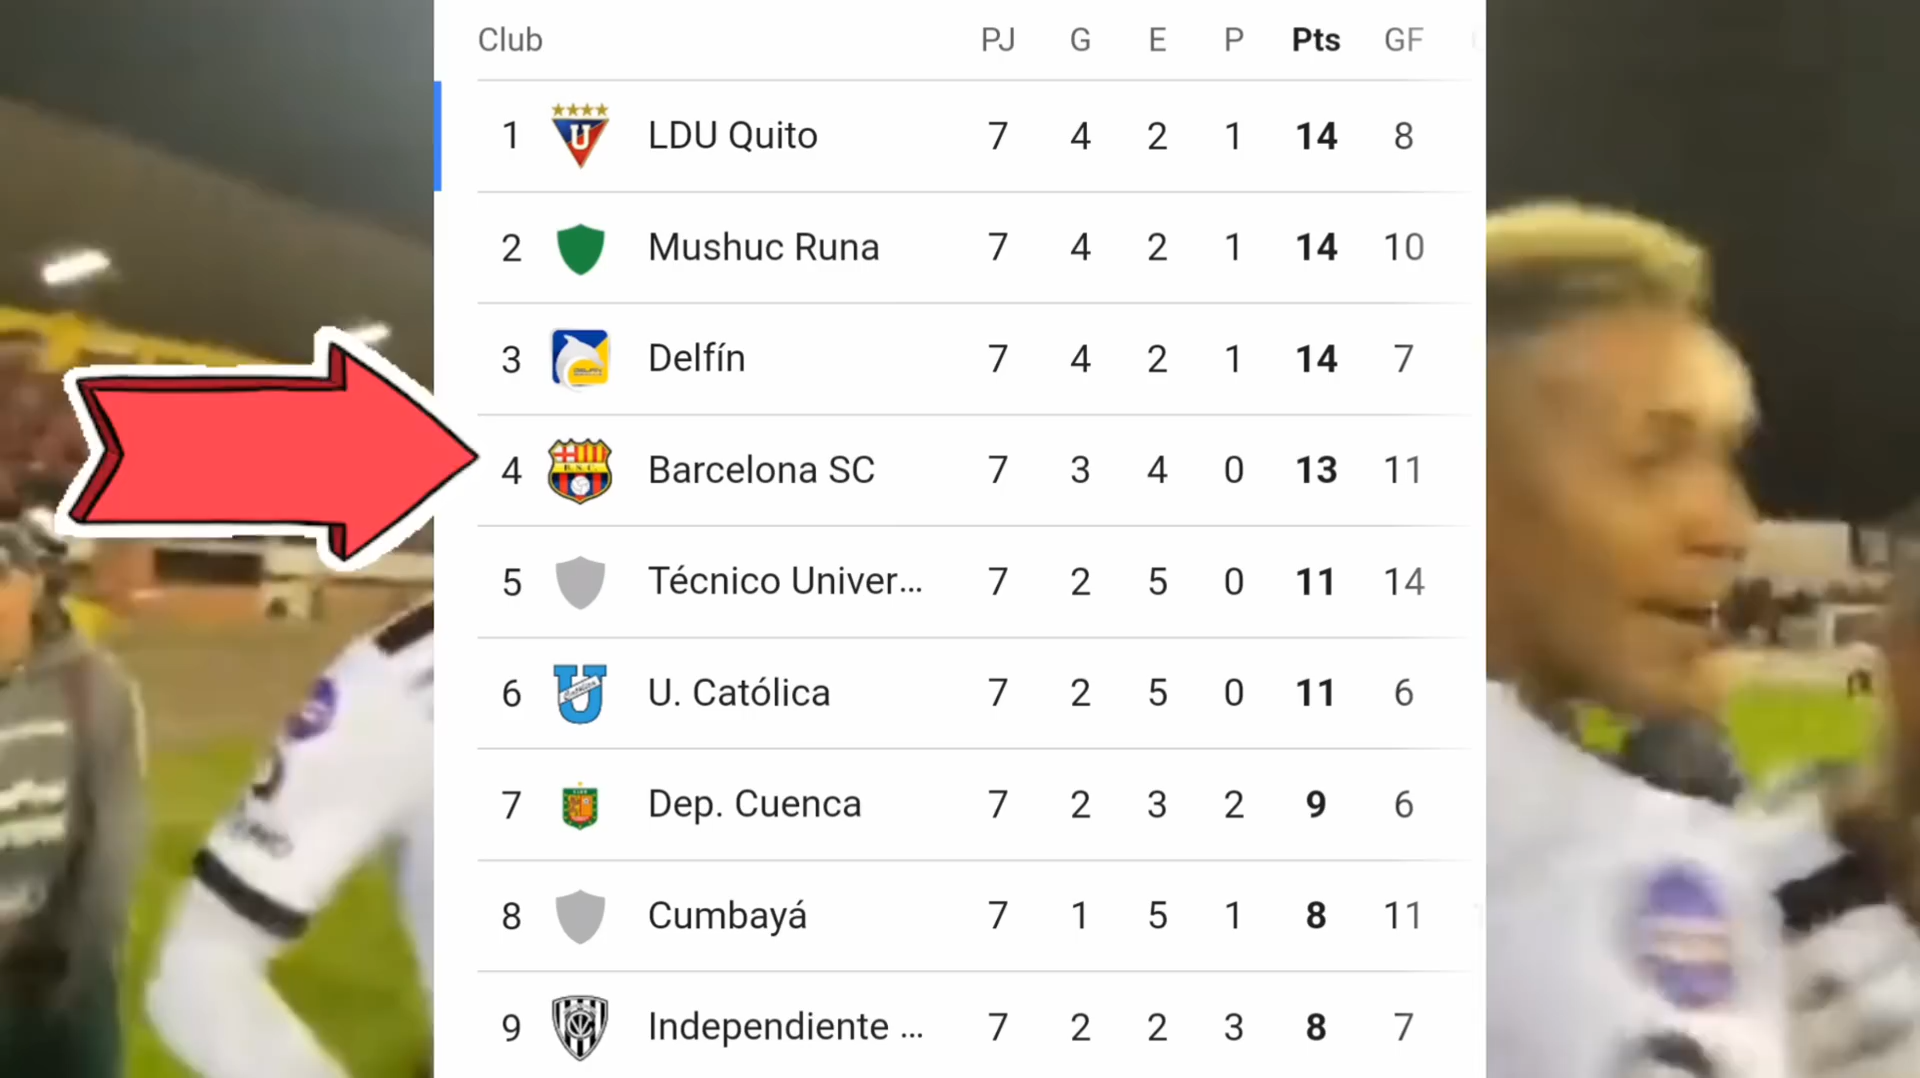 Club PJ G E P Pts GF
1 LDU Quito 7 4 2 1 14 8
2 Mushuc Runa 7 4 2 1 14 10
3 Delfín 7 4 2 1 14 7
4 Barcelona SC 7 3 4 0 13 11
5 Técnico Univer... 7 2 5 0 11 14
6 U. Católica 7 2 5 0 11 6
7 Dep. Cuenca 7 2 3 2 9 6
8 Cumbayá 7 1 5 1 8 11
9 Independiente ... 7 2 2 3 8 7